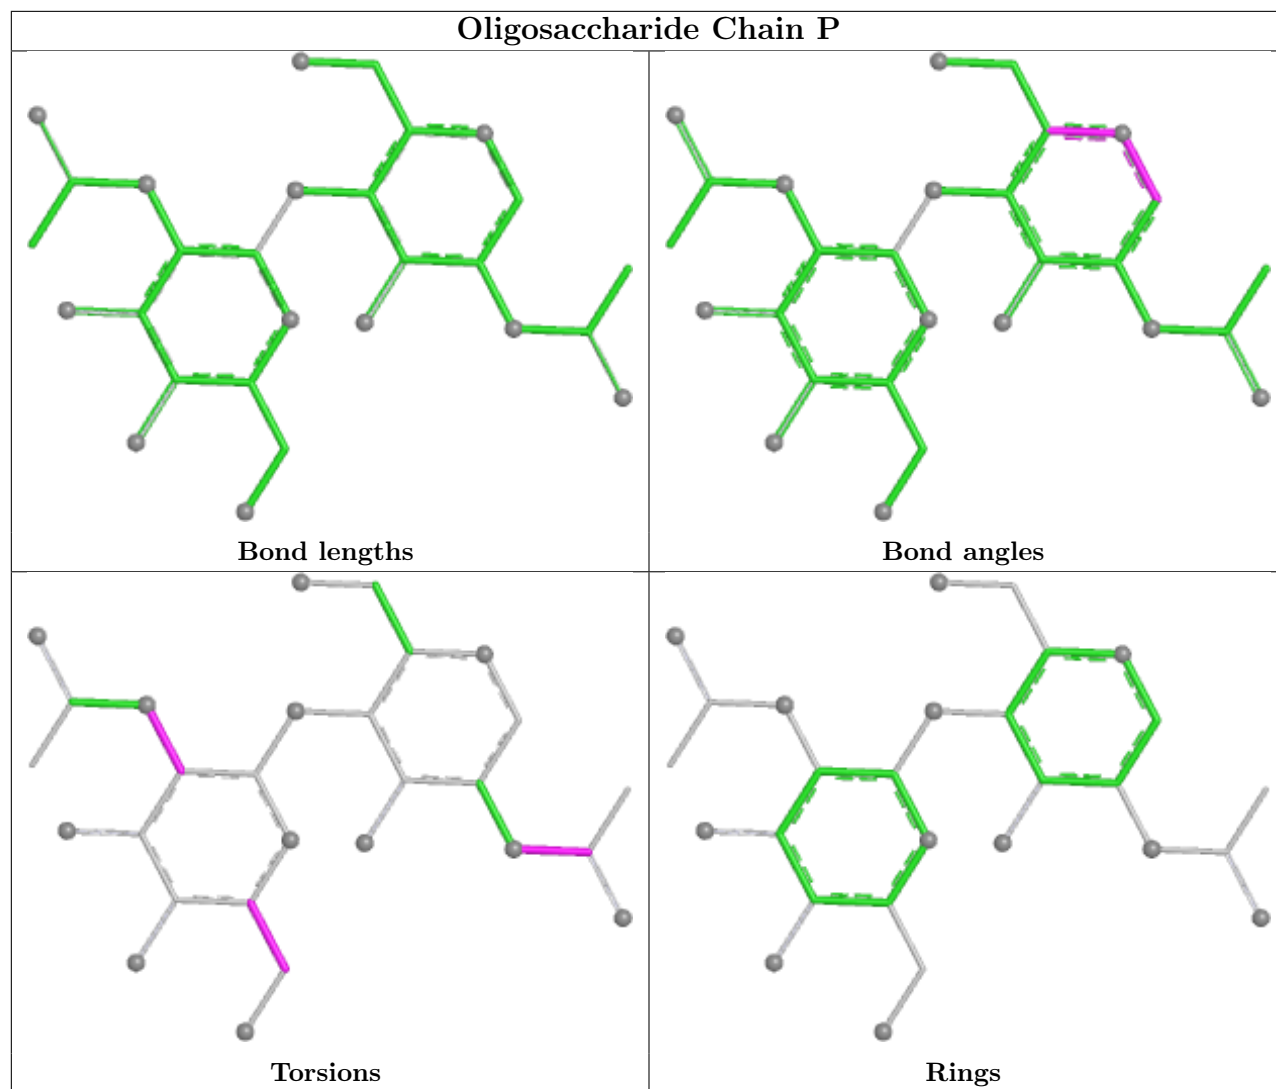 Oligosaccharide Chain P
Bond lengths
Bond angles
Torsions
Rings